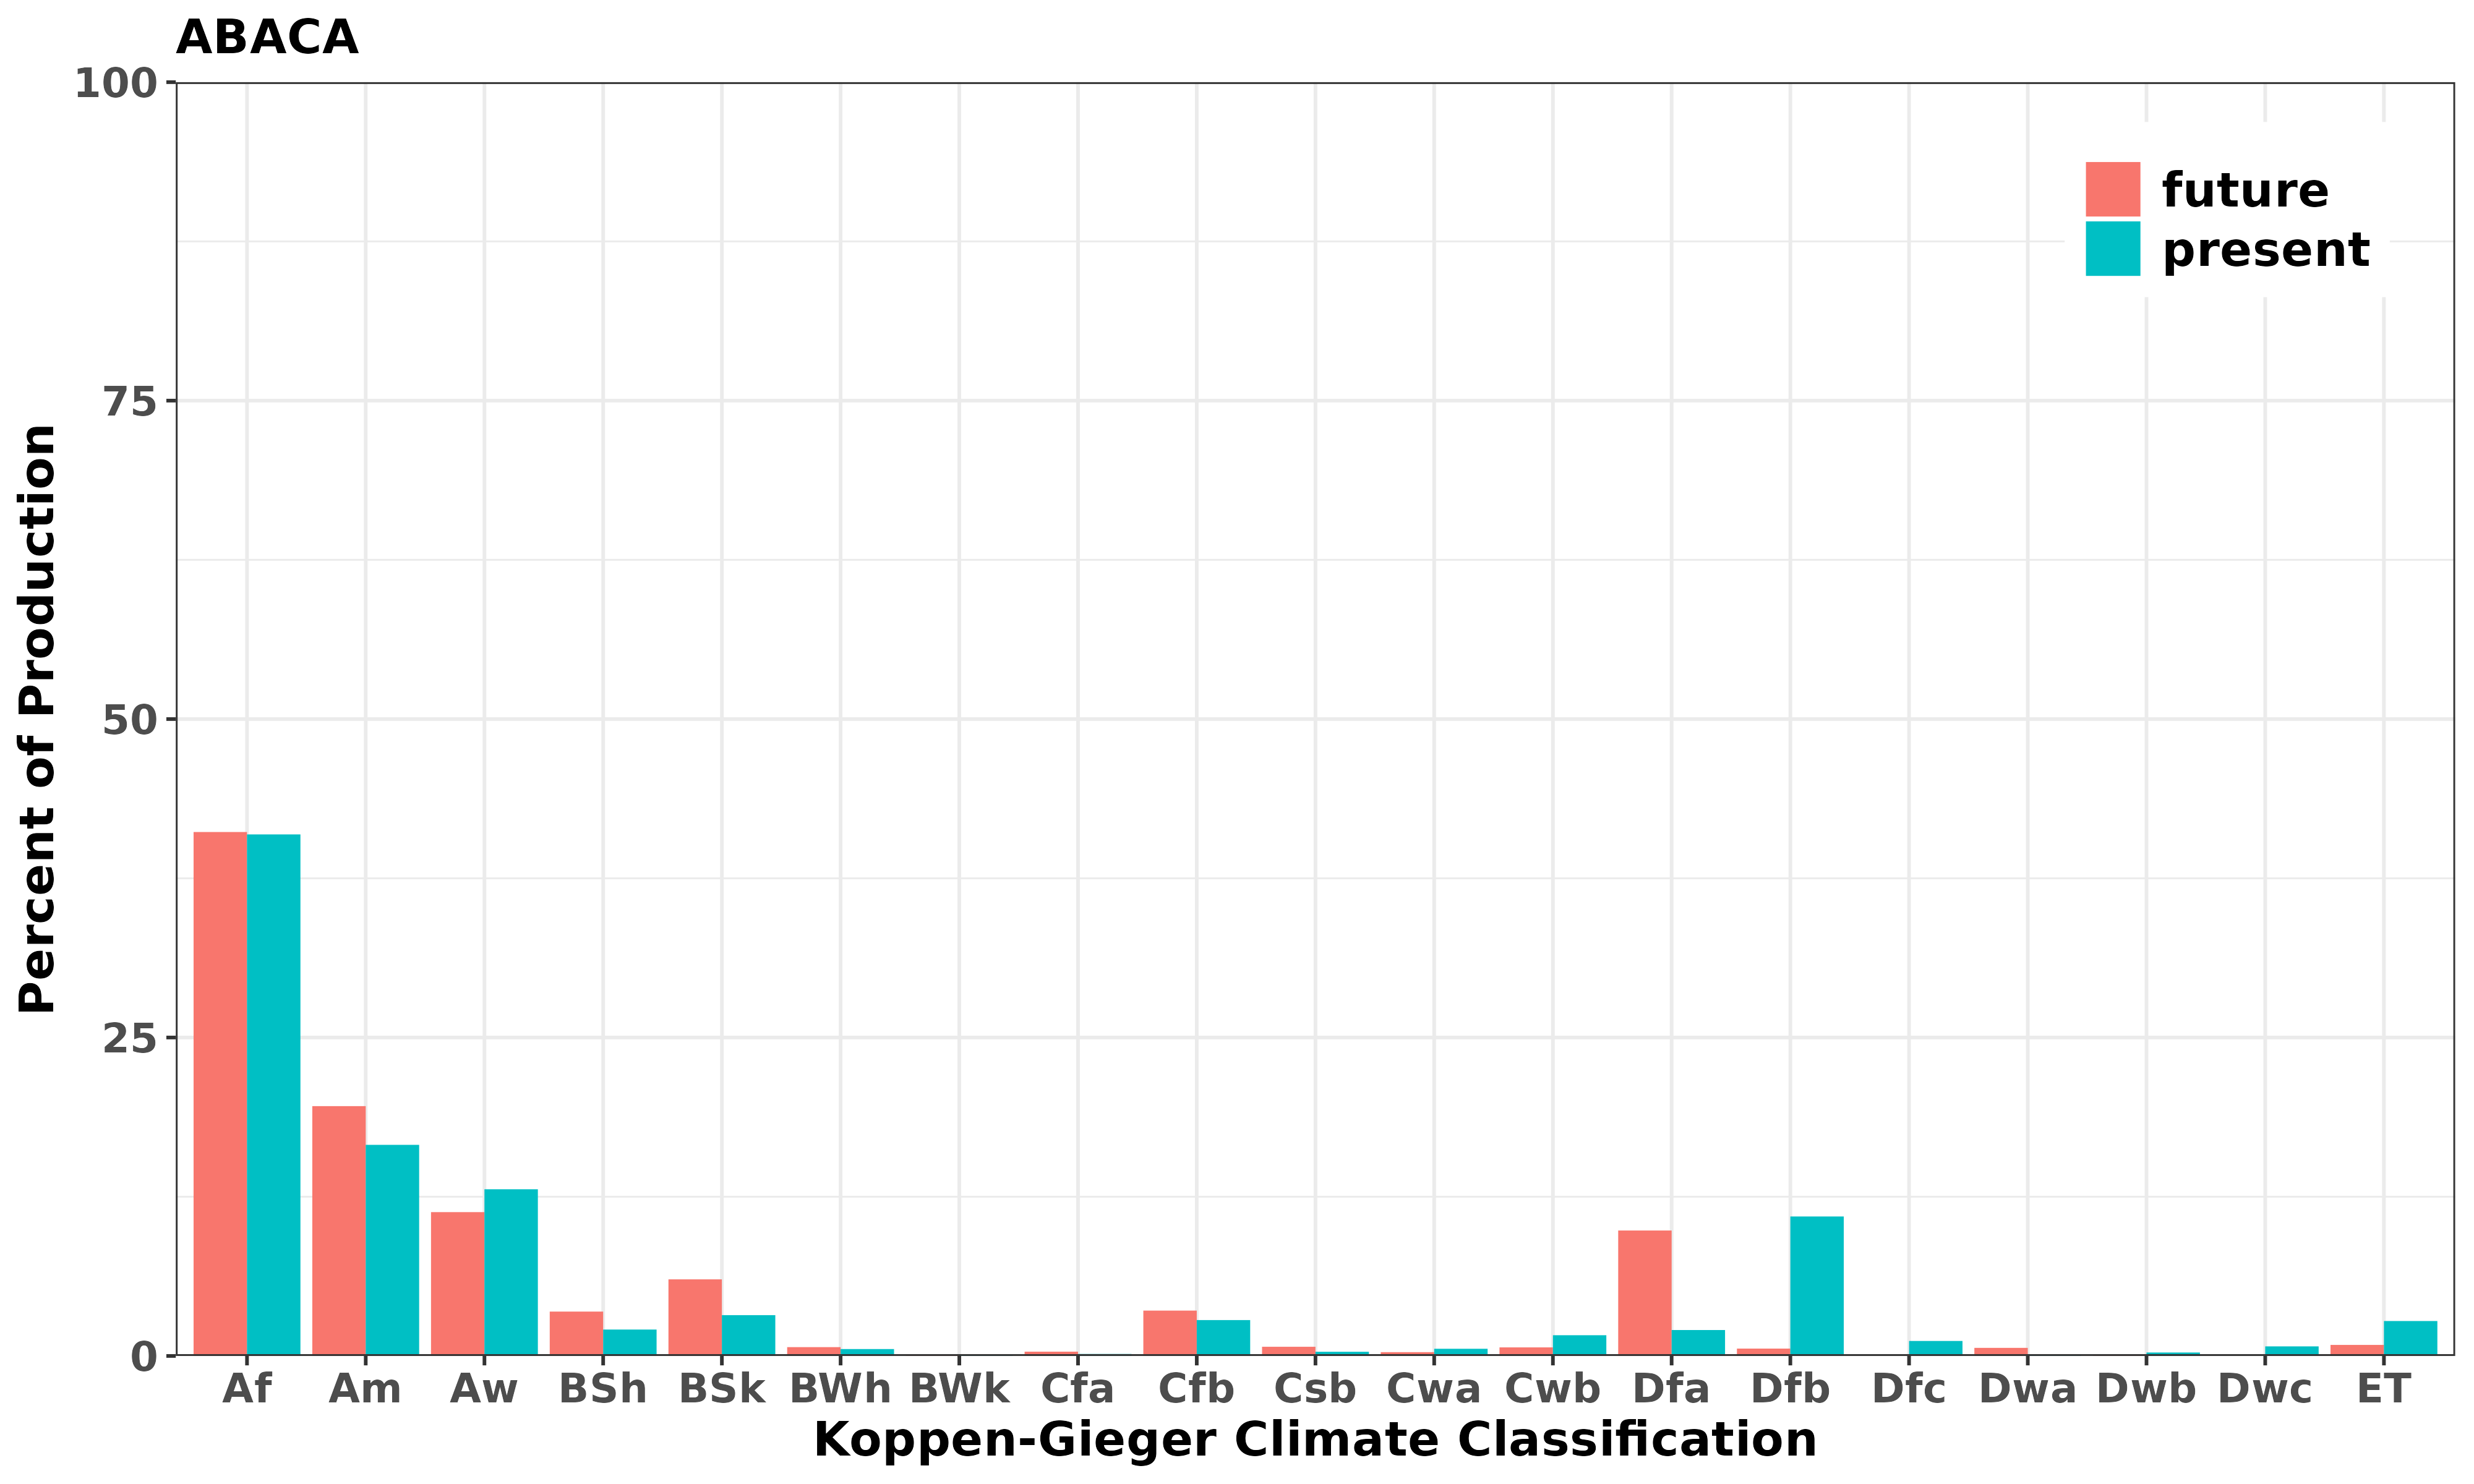 ABACA
100
75
50
25
0
Percent of Production
future
present
Af Am Aw BSh BSk BWh BWk Cfa Cfb Csb Cwa Cwb Dfa Dfb Dfc Dwa Dwb Dwc ET
Koppen-Gieger Climate Classification